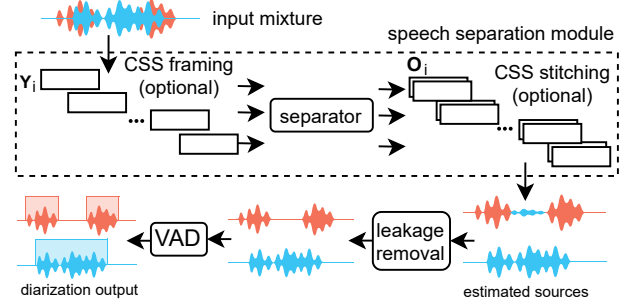 input mixture
speech separation module
Y_i
CSS framing
(optional)
...
separator
O_i
CSS stitching
(optional)
...
VAD
leakage
removal
diarization output
estimated sources